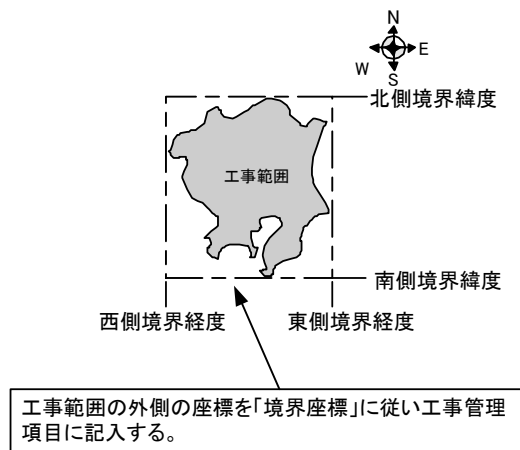 N
W
E
S
北側境界緯度
工事範囲
南側境界緯度
西側境界経度
東側境界経度
工事範囲の外側の座標を「境界座標」に従い工事管理
項目に記入する。